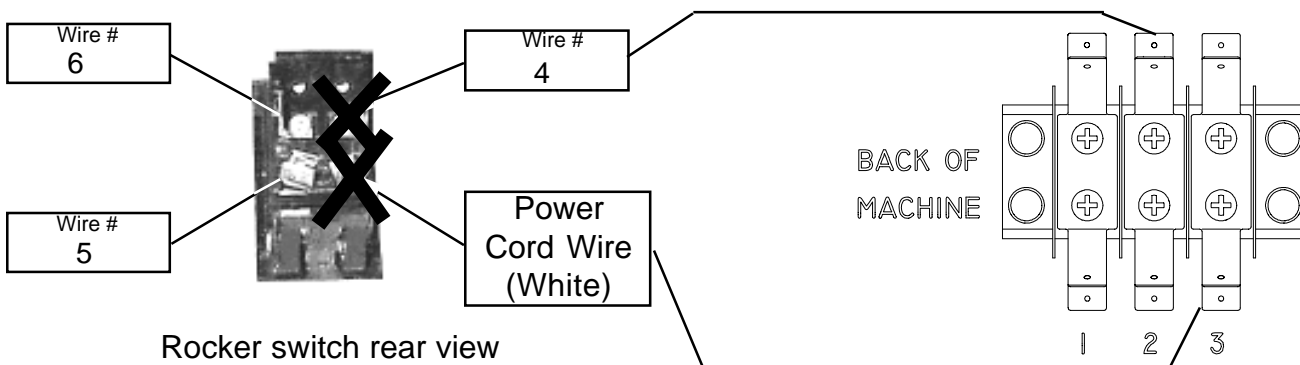 Wire #
6
Wire #
4
BACK OF
MACHINE
Wire #
5
Power
Cord Wire
(White)
Rocker switch rear view
1 2 3